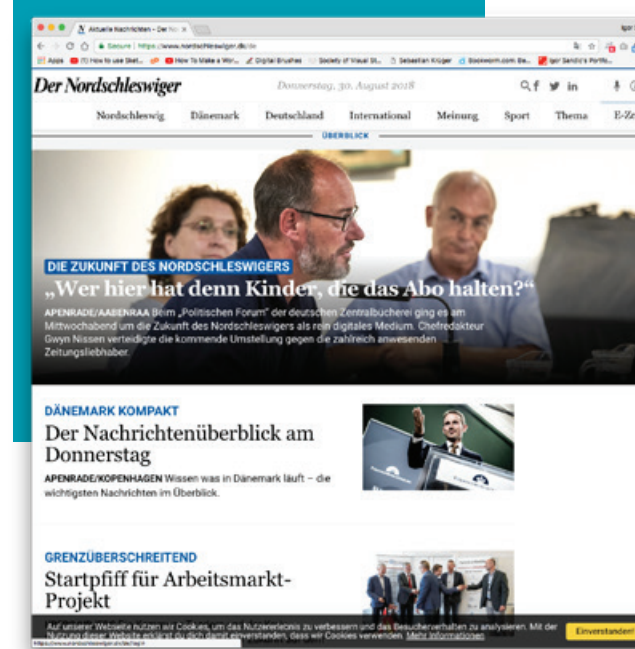 Aktuelle Nachrichten – Der No
Igor
Secure | https://www.nordschleswiger.dk/de
Apps
How to use Sket..
How To Make a Wor...
Digital Brushes
Society of Visual St...
Sebastian Krüger
Bookworm.com Ba...
Igor Sandic's Portfo...
Der Nordschleswiger
Donnerstag, 30. August 2018
Nordschleswig Dänemark Deutschland International Meinung Sport Thema E-Ze
ÜBERBLICK
DIE ZUKUNFT DES NORDSCHLESWIGERS
„Wer hier hat denn Kinder, die das Abo halten?“
APENRADE/AABENRAA Beim „Politischen Forum“ der deutschen Zentralbücherei ging es am
Mittwochabend um die Zukunft des Nordschleswigers als rein digitales Medium. Chefredakteur
Gwyn Nissen verteidigte die kommende Umstellung gegen die zahlreich anwesenden
Zeitungsliebhaber.
DÄNEMARK KOMPAKT
Der Nachrichtenüberblick am
Donnerstag
APENRADE/KOPENHAGEN Wissen was in Dänemark läuft – die
wichtigsten Nachrichten im Überblick.
GRENZÜBERSCHREITEND
Startpfiff für Arbeitsmarkt-
Projekt
Auf unserer Webseite nutzen wir Cookies, um das Nutzererlebnis zu verbessern und das Besucherverhalten zu analysieren. Mit der
Nutzung dieser Website erklärst du dich damit einverstanden, dass wir Cookies verwenden. Mehr Informationen
Einverstanden!